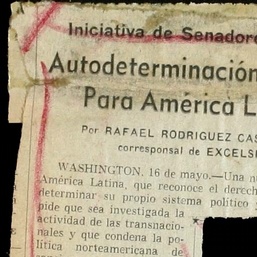 Iniciativa de Senador
Autodeterminación
Para América L
Por RAFAEL RODRIGUEZ CAS
corresponsal de EXCELS
WASHINGTON, 16 de mayo.—Una nu
América Latina, que reconoce el derech
determinar su propio sistema político
pide que sea investigada la
actividad de las transnacio-
nales y que condena la po-
lítica norteamericana de